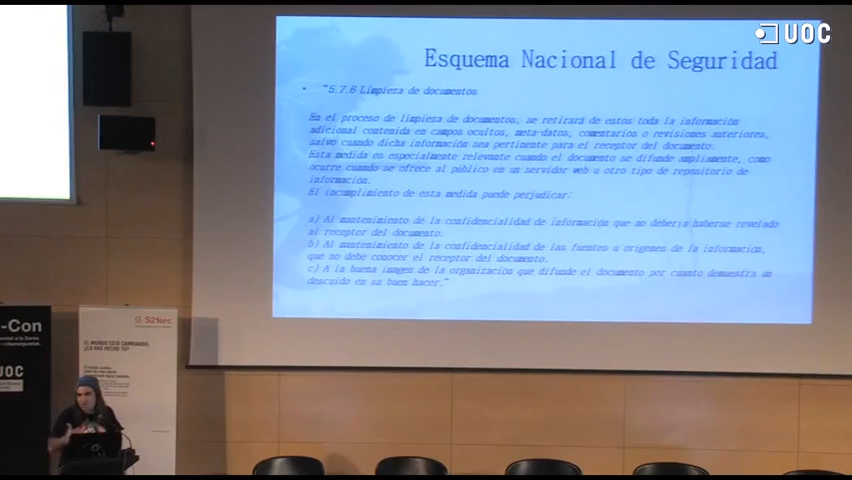 UOC
Esquema Nacional de Seguridad
• "5.7.6 Limpieza de documentos
En el proceso de limpieza de documentos, se retirará de estos toda la información
adicional contenida en campos ocultos, meta-datos, comentarios o revisiones anteriores,
salvo cuando dicha información sea pertinente para el receptor del documento.
Esta medida es especialmente relevante cuando el documento se difunde ampliamente, como
ocurre cuando se ofrece al público en un servidor web u otro tipo de repositorio de
información.
El incumplimiento de esta medida puede perjudicar:
a) Al mantenimiento de la confidencialidad de información que no debería haberse revelado
al receptor del documento.
b) Al mantenimiento de la confidencialidad de las fuentes u orígenes de la información,
que no debe conocer el receptor del documento.
c) A la buena imagen de la organización que difunde el documento por cuanto demuestra un
descuido en su buen hacer."
-Con
UOC
S21sec
EL MUNDO ESTÁ CAMBIANDO,
¿LO HAS HECHO TÚ?